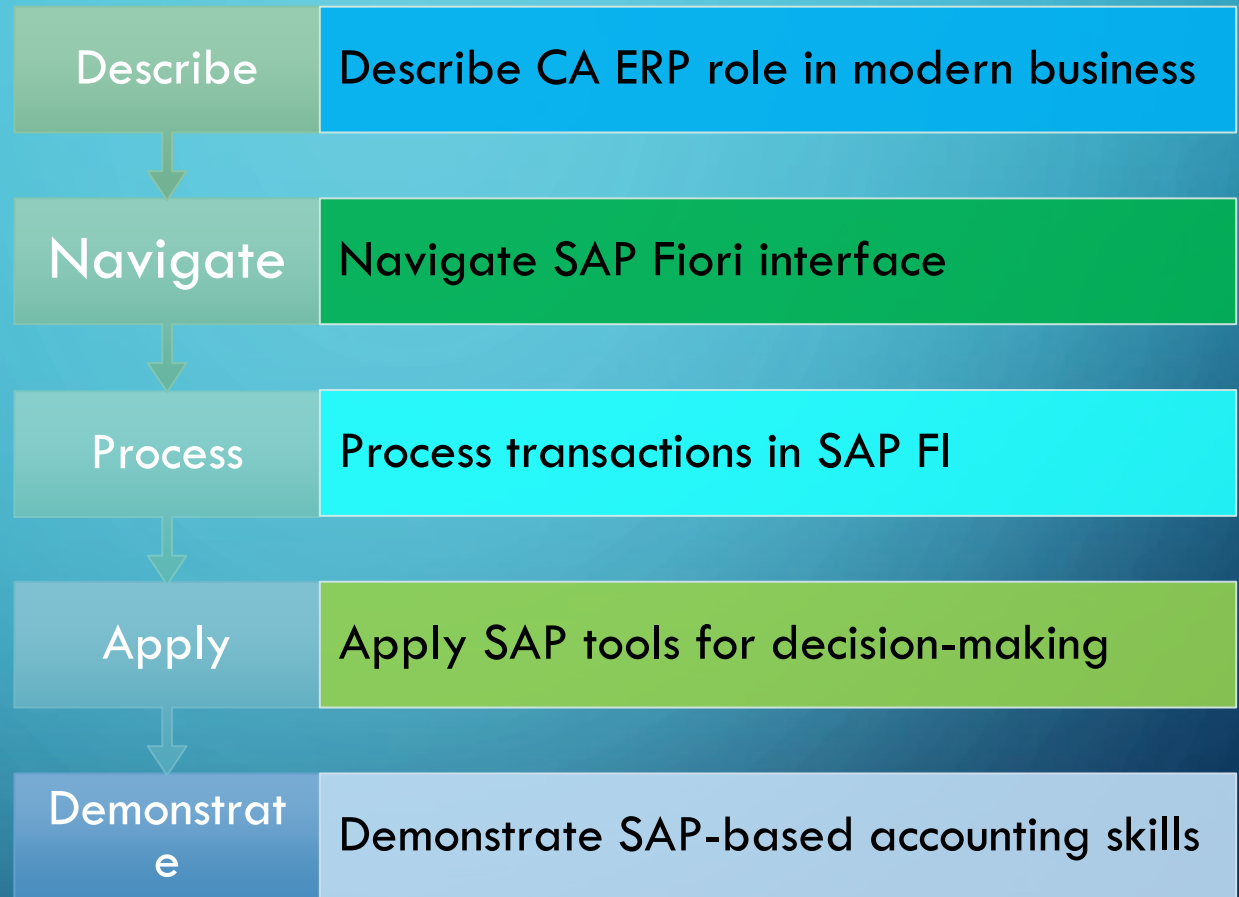 Describe
Describe CA ERP role in modern business
Navigate
Navigate SAP Fiori interface
Process
Process transactions in SAP FI
Apply
Apply SAP tools for decision-making
Demonstrat
e
Demonstrate SAP-based accounting skills